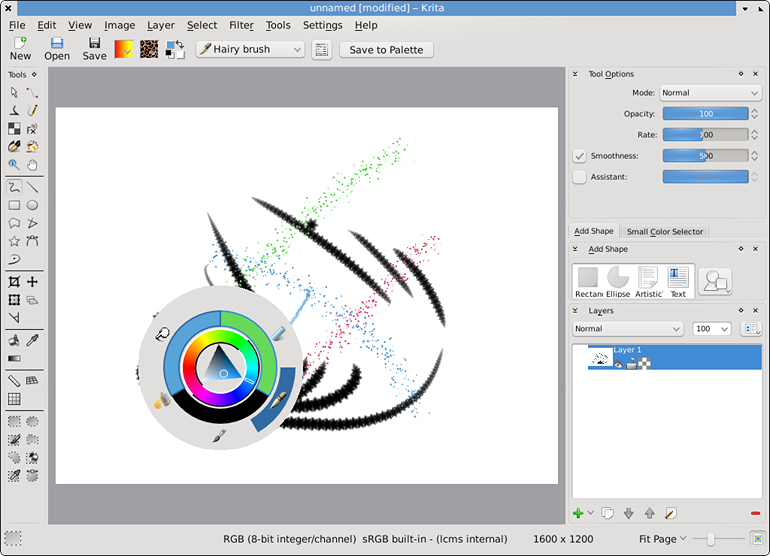 unnamed [modified] – Krita
File Edit View Image Layer Select Filter Tools Settings Help
New Open Save Hairy brush Save to Palette
Tools
Tool Options
Mode: Normal
Opacity: 100
Rate: 100
Smoothness: 500
Assistant:
Add Shape Small Color Selector
Add Shape
Rectan Ellipse Artistic Text
Layers
Normal 100
Layer 1
RGB (8-bit integer/channel) sRGB built-in - (lcms internal) 1600 x 1200 Fit Page